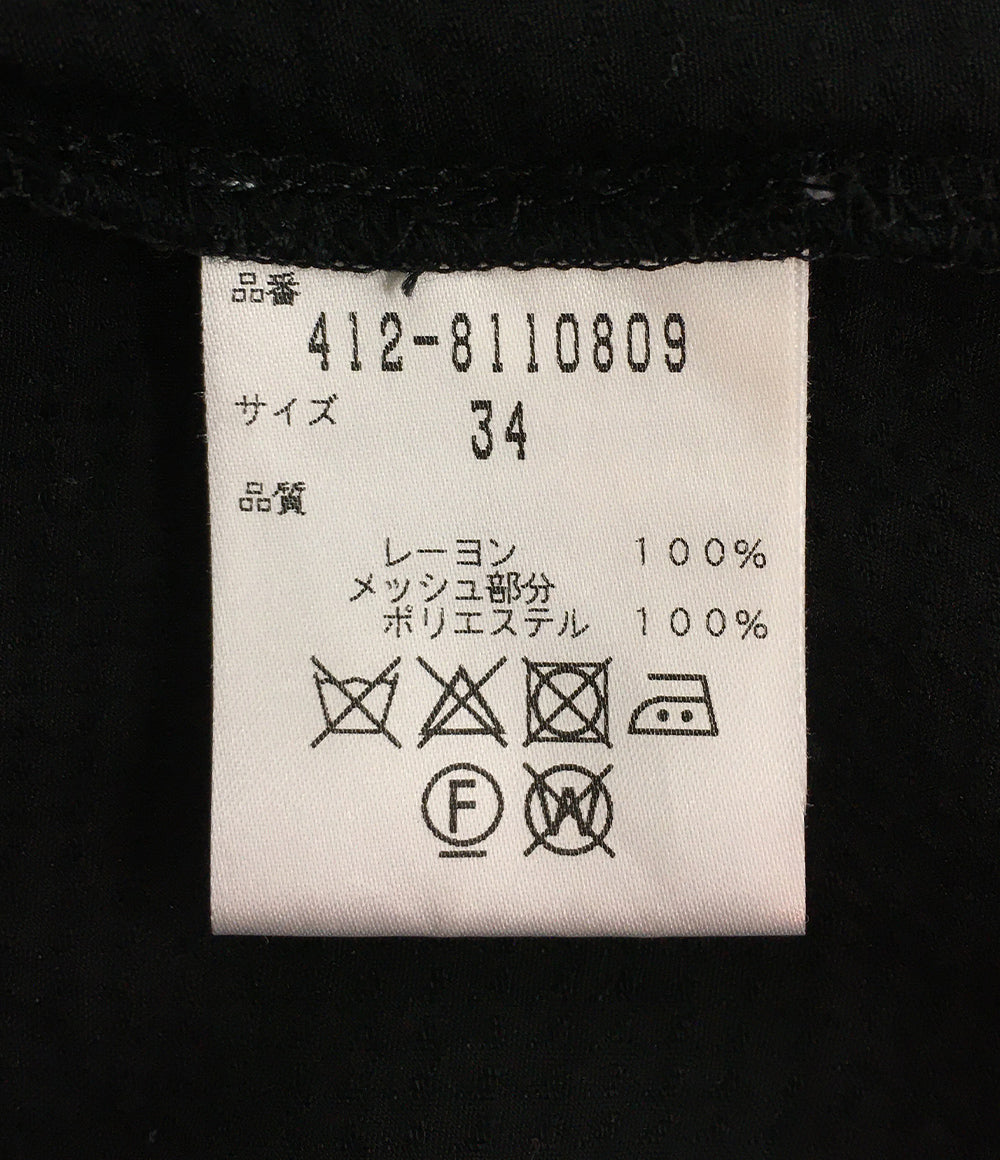 品番
412-8110809
サイズ 34
品質
レーヨン 100%
メッシュ部分
ポリエステル 100%
F W